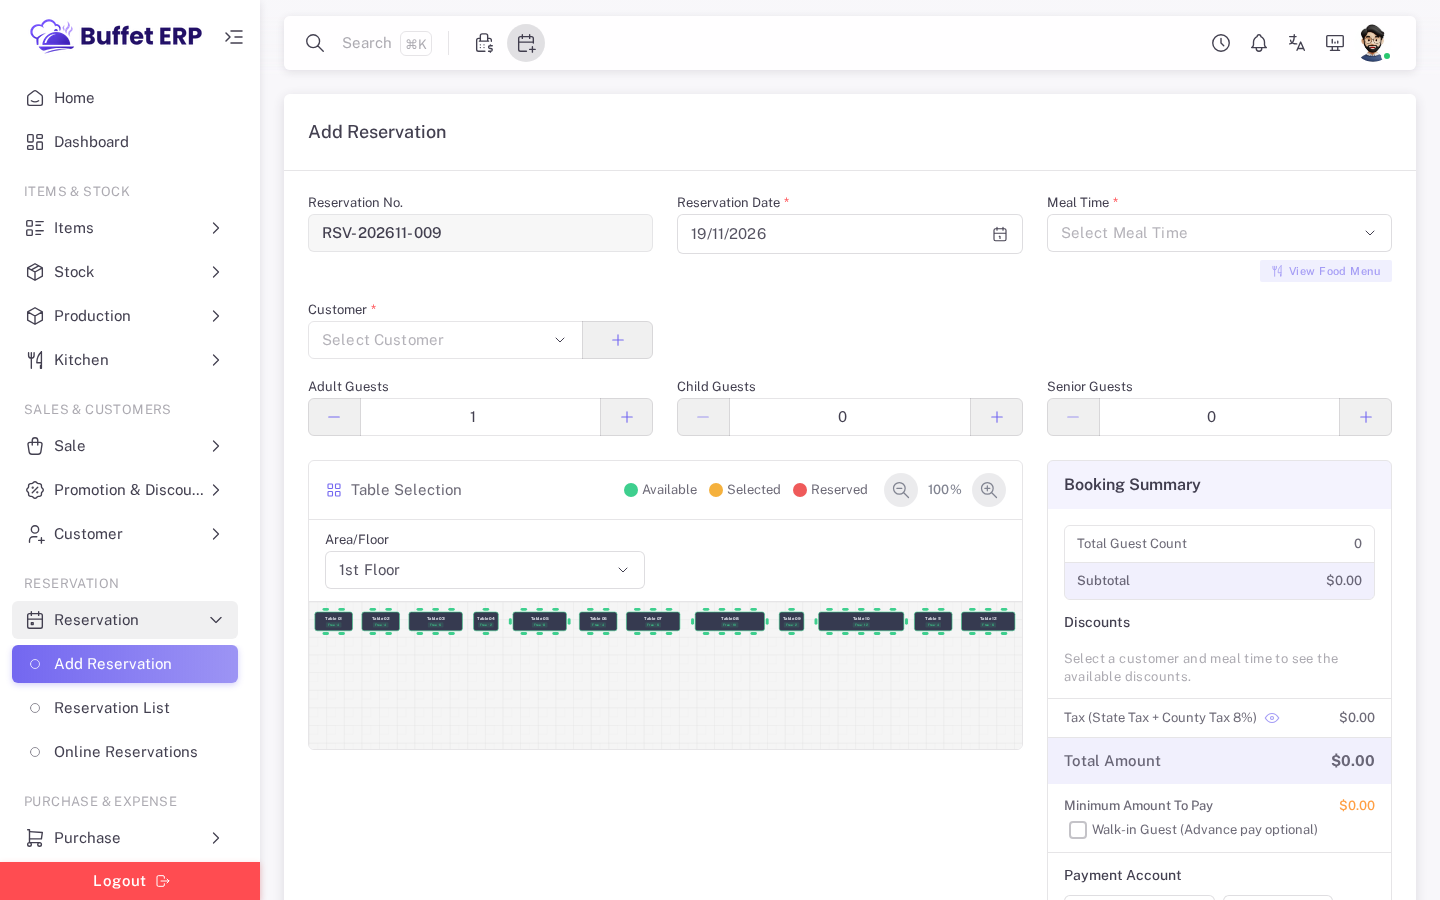 Buffet ERP
Search ⌘K
Home
Dashboard
ITEMS & STOCK
Items
Stock
Production
Kitchen
SALES & CUSTOMERS
Sale
Promotion & Discou...
Customer
RESERVATION
Reservation
Add Reservation
Reservation List
Online Reservations
PURCHASE & EXPENSE
Purchase
Logout
Add Reservation
Reservation No.
RSV-202611-009
Reservation Date *
19/11/2026
Meal Time *
Select Meal Time
View Food Menu
Customer *
Select Customer
Adult Guests
1
Child Guests
0
Senior Guests
0
Table Selection
Available
Selected
Reserved
100%
Area/Floor
1st Floor
Booking Summary
Total Guest Count 0
Subtotal $0.00
Discounts
Select a customer and meal time to see the
available discounts.
Tax (State Tax + County Tax 8%) $0.00
Total Amount $0.00
Minimum Amount To Pay $0.00
Walk-in Guest (Advance pay optional)
Payment Account